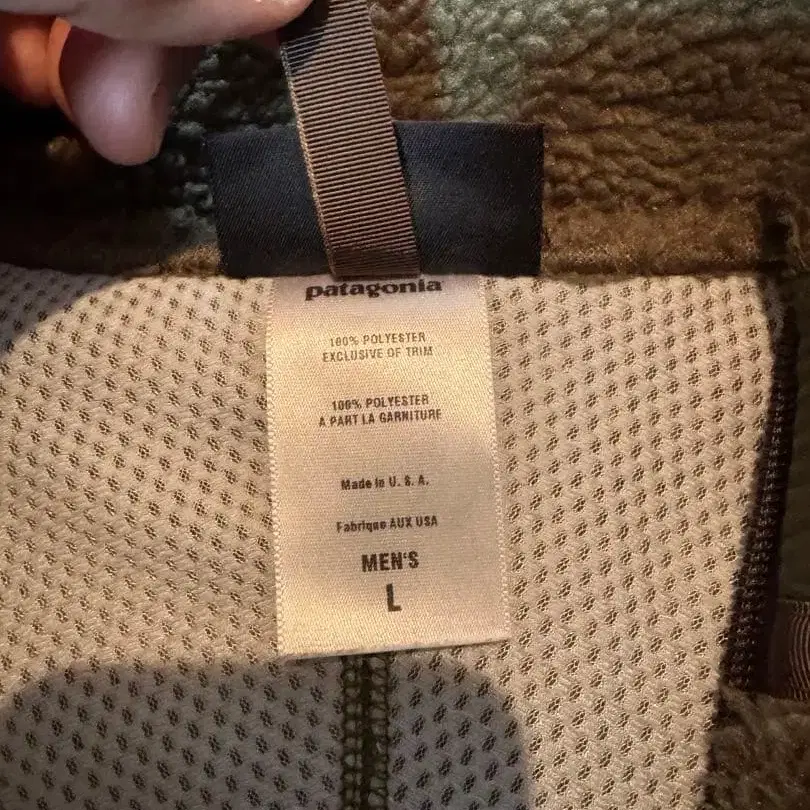 patagonia
100% POLYESTER
EXCLUSIVE OF TRIM
100% POLYESTER
A PART LA GARNITURE
Made in U. S. A.
Fabrique AUX USA
MEN'S
L